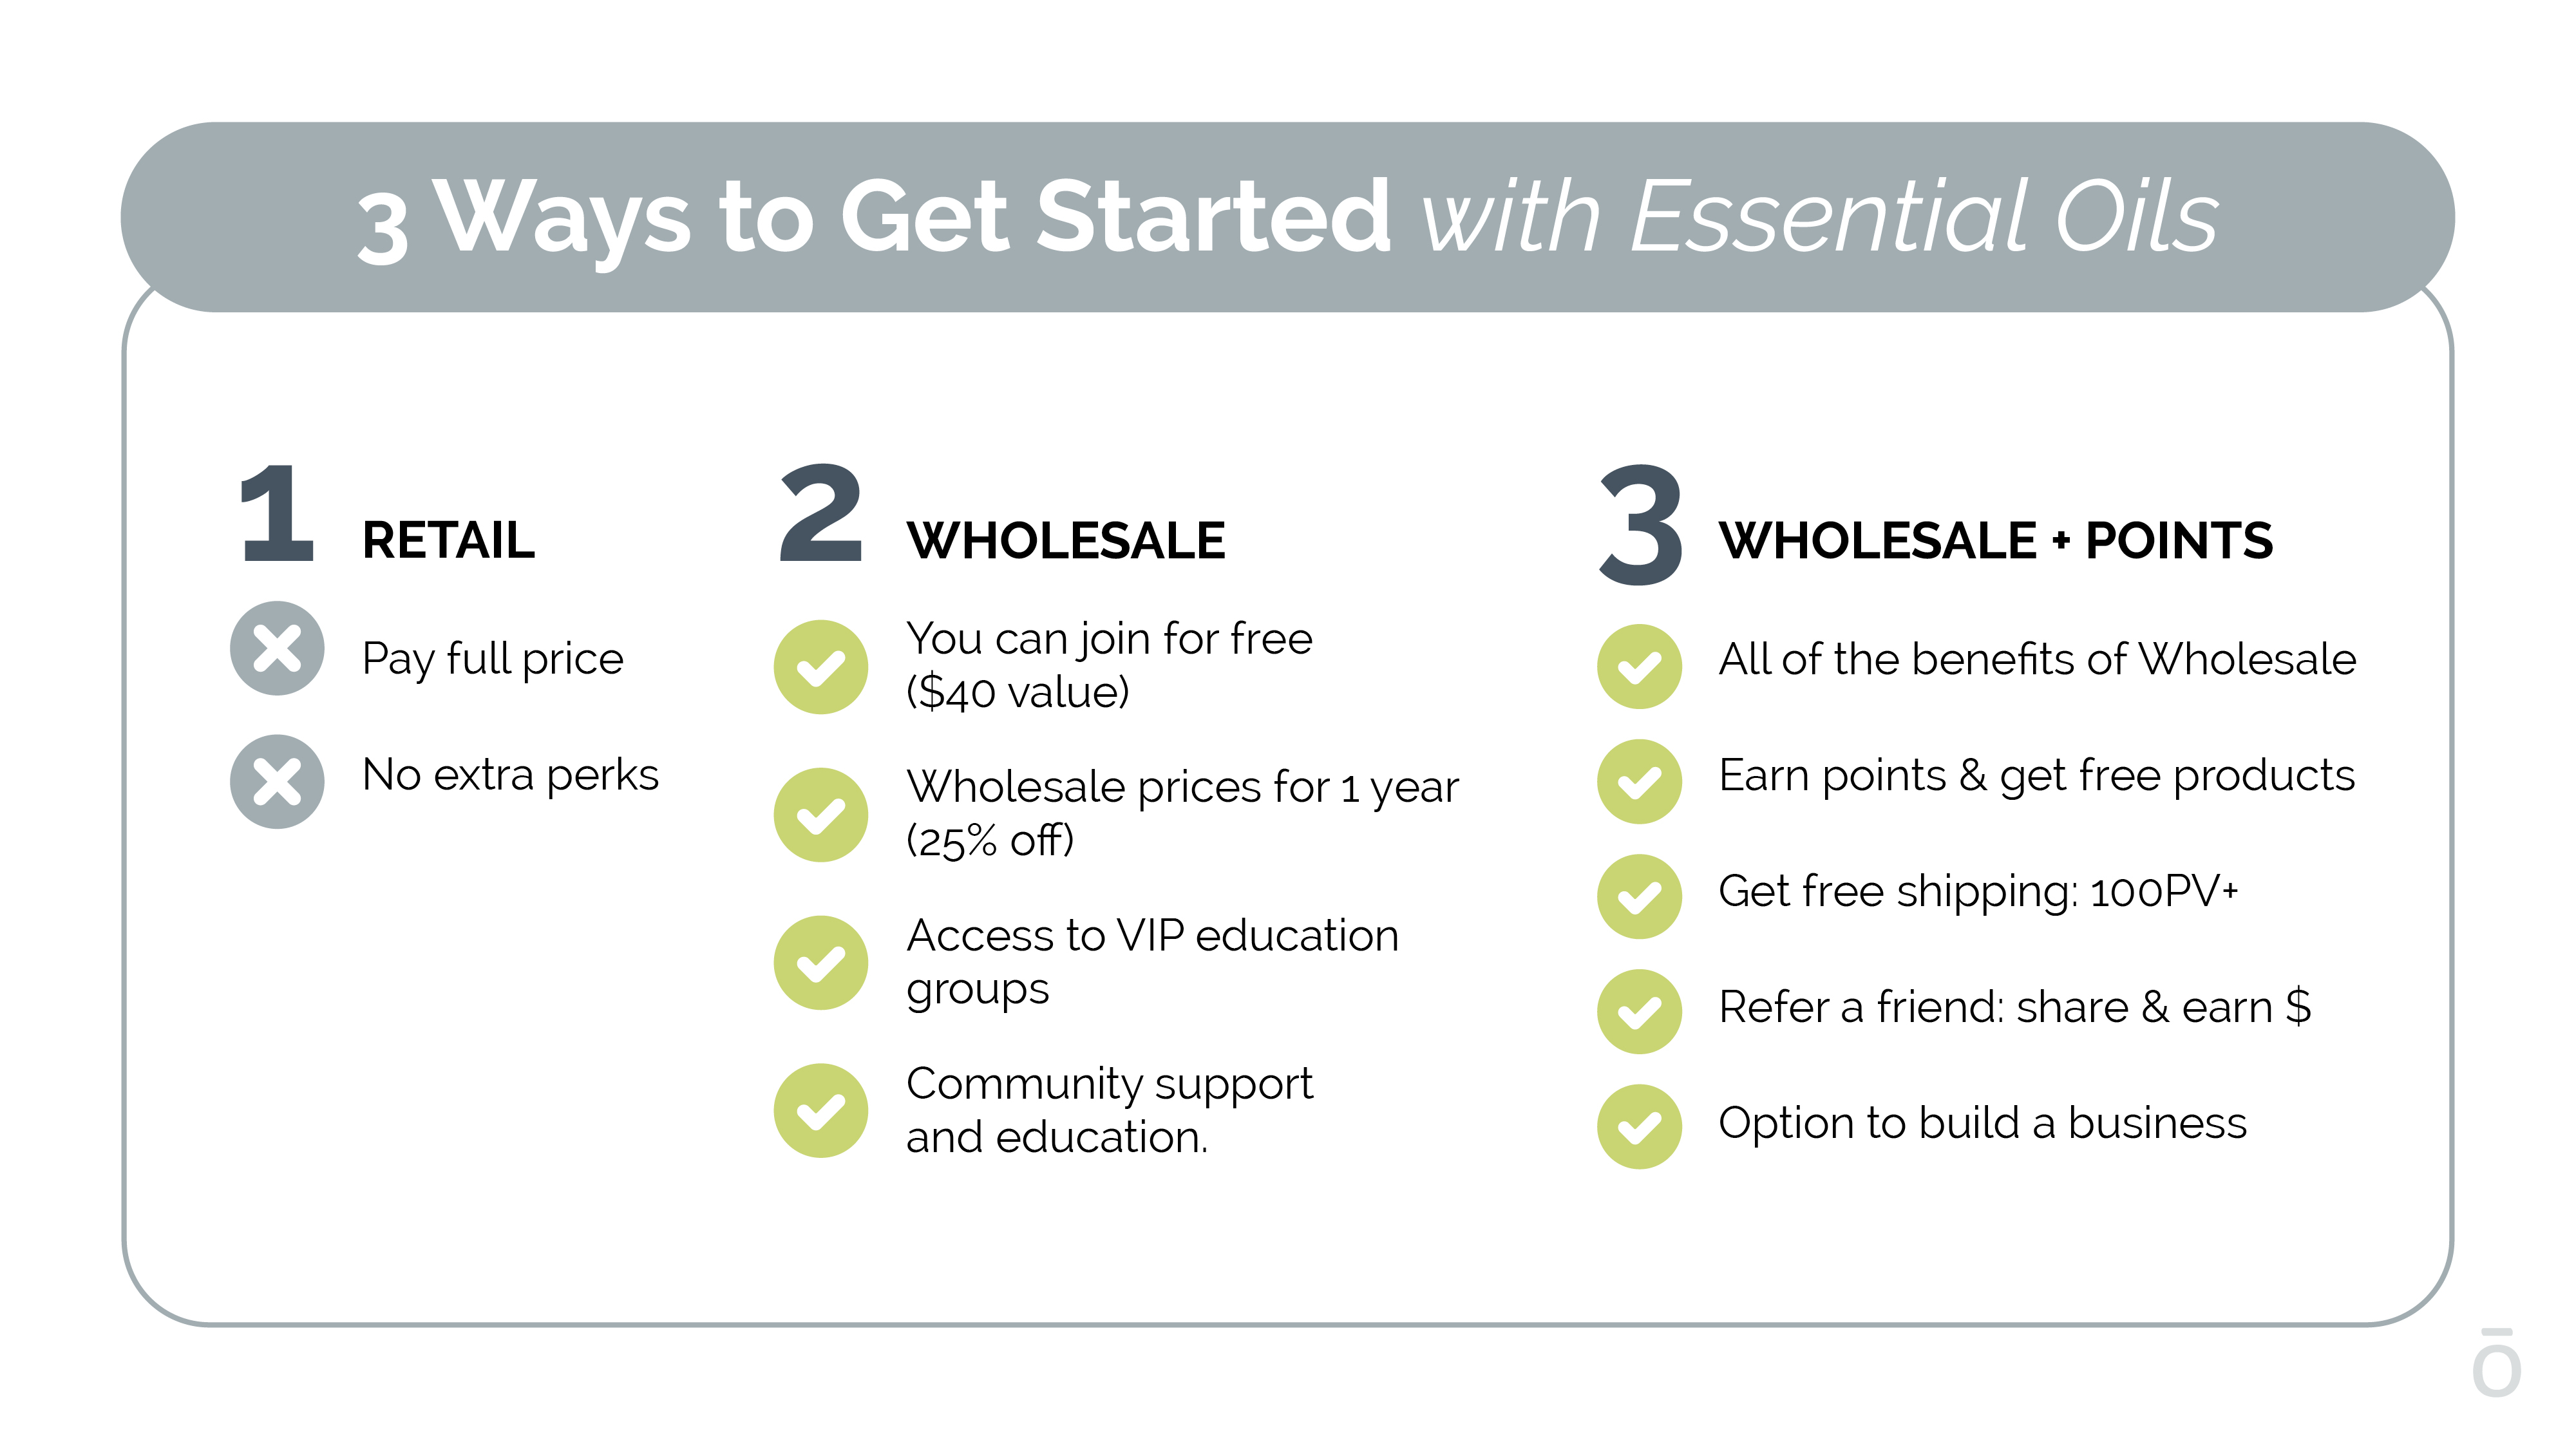 3 Ways to Get Started with Essential Oils
1 RETAIL
Pay full price
No extra perks
2 WHOLESALE
You can join for free
($40 value)
Wholesale prices for 1 year
(25% off)
Access to VIP education
groups
Community support
and education.
3 WHOLESALE + POINTS
All of the benefits of Wholesale
Earn points & get free products
Get free shipping: 100PV+
Refer a friend: share & earn $
Option to build a business
ō